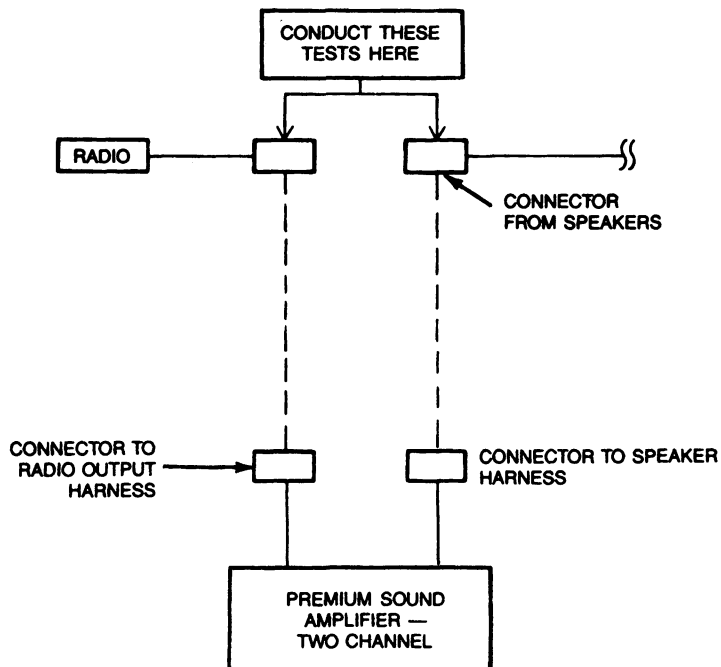 CONDUCT THESE
TESTS HERE
RADIO
CONNECTOR
FROM SPEAKERS
CONNECTOR TO
RADIO OUTPUT
HARNESS
CONNECTOR TO SPEAKER
HARNESS
PREMIUM SOUND
AMPLIFIER —
TWO CHANNEL